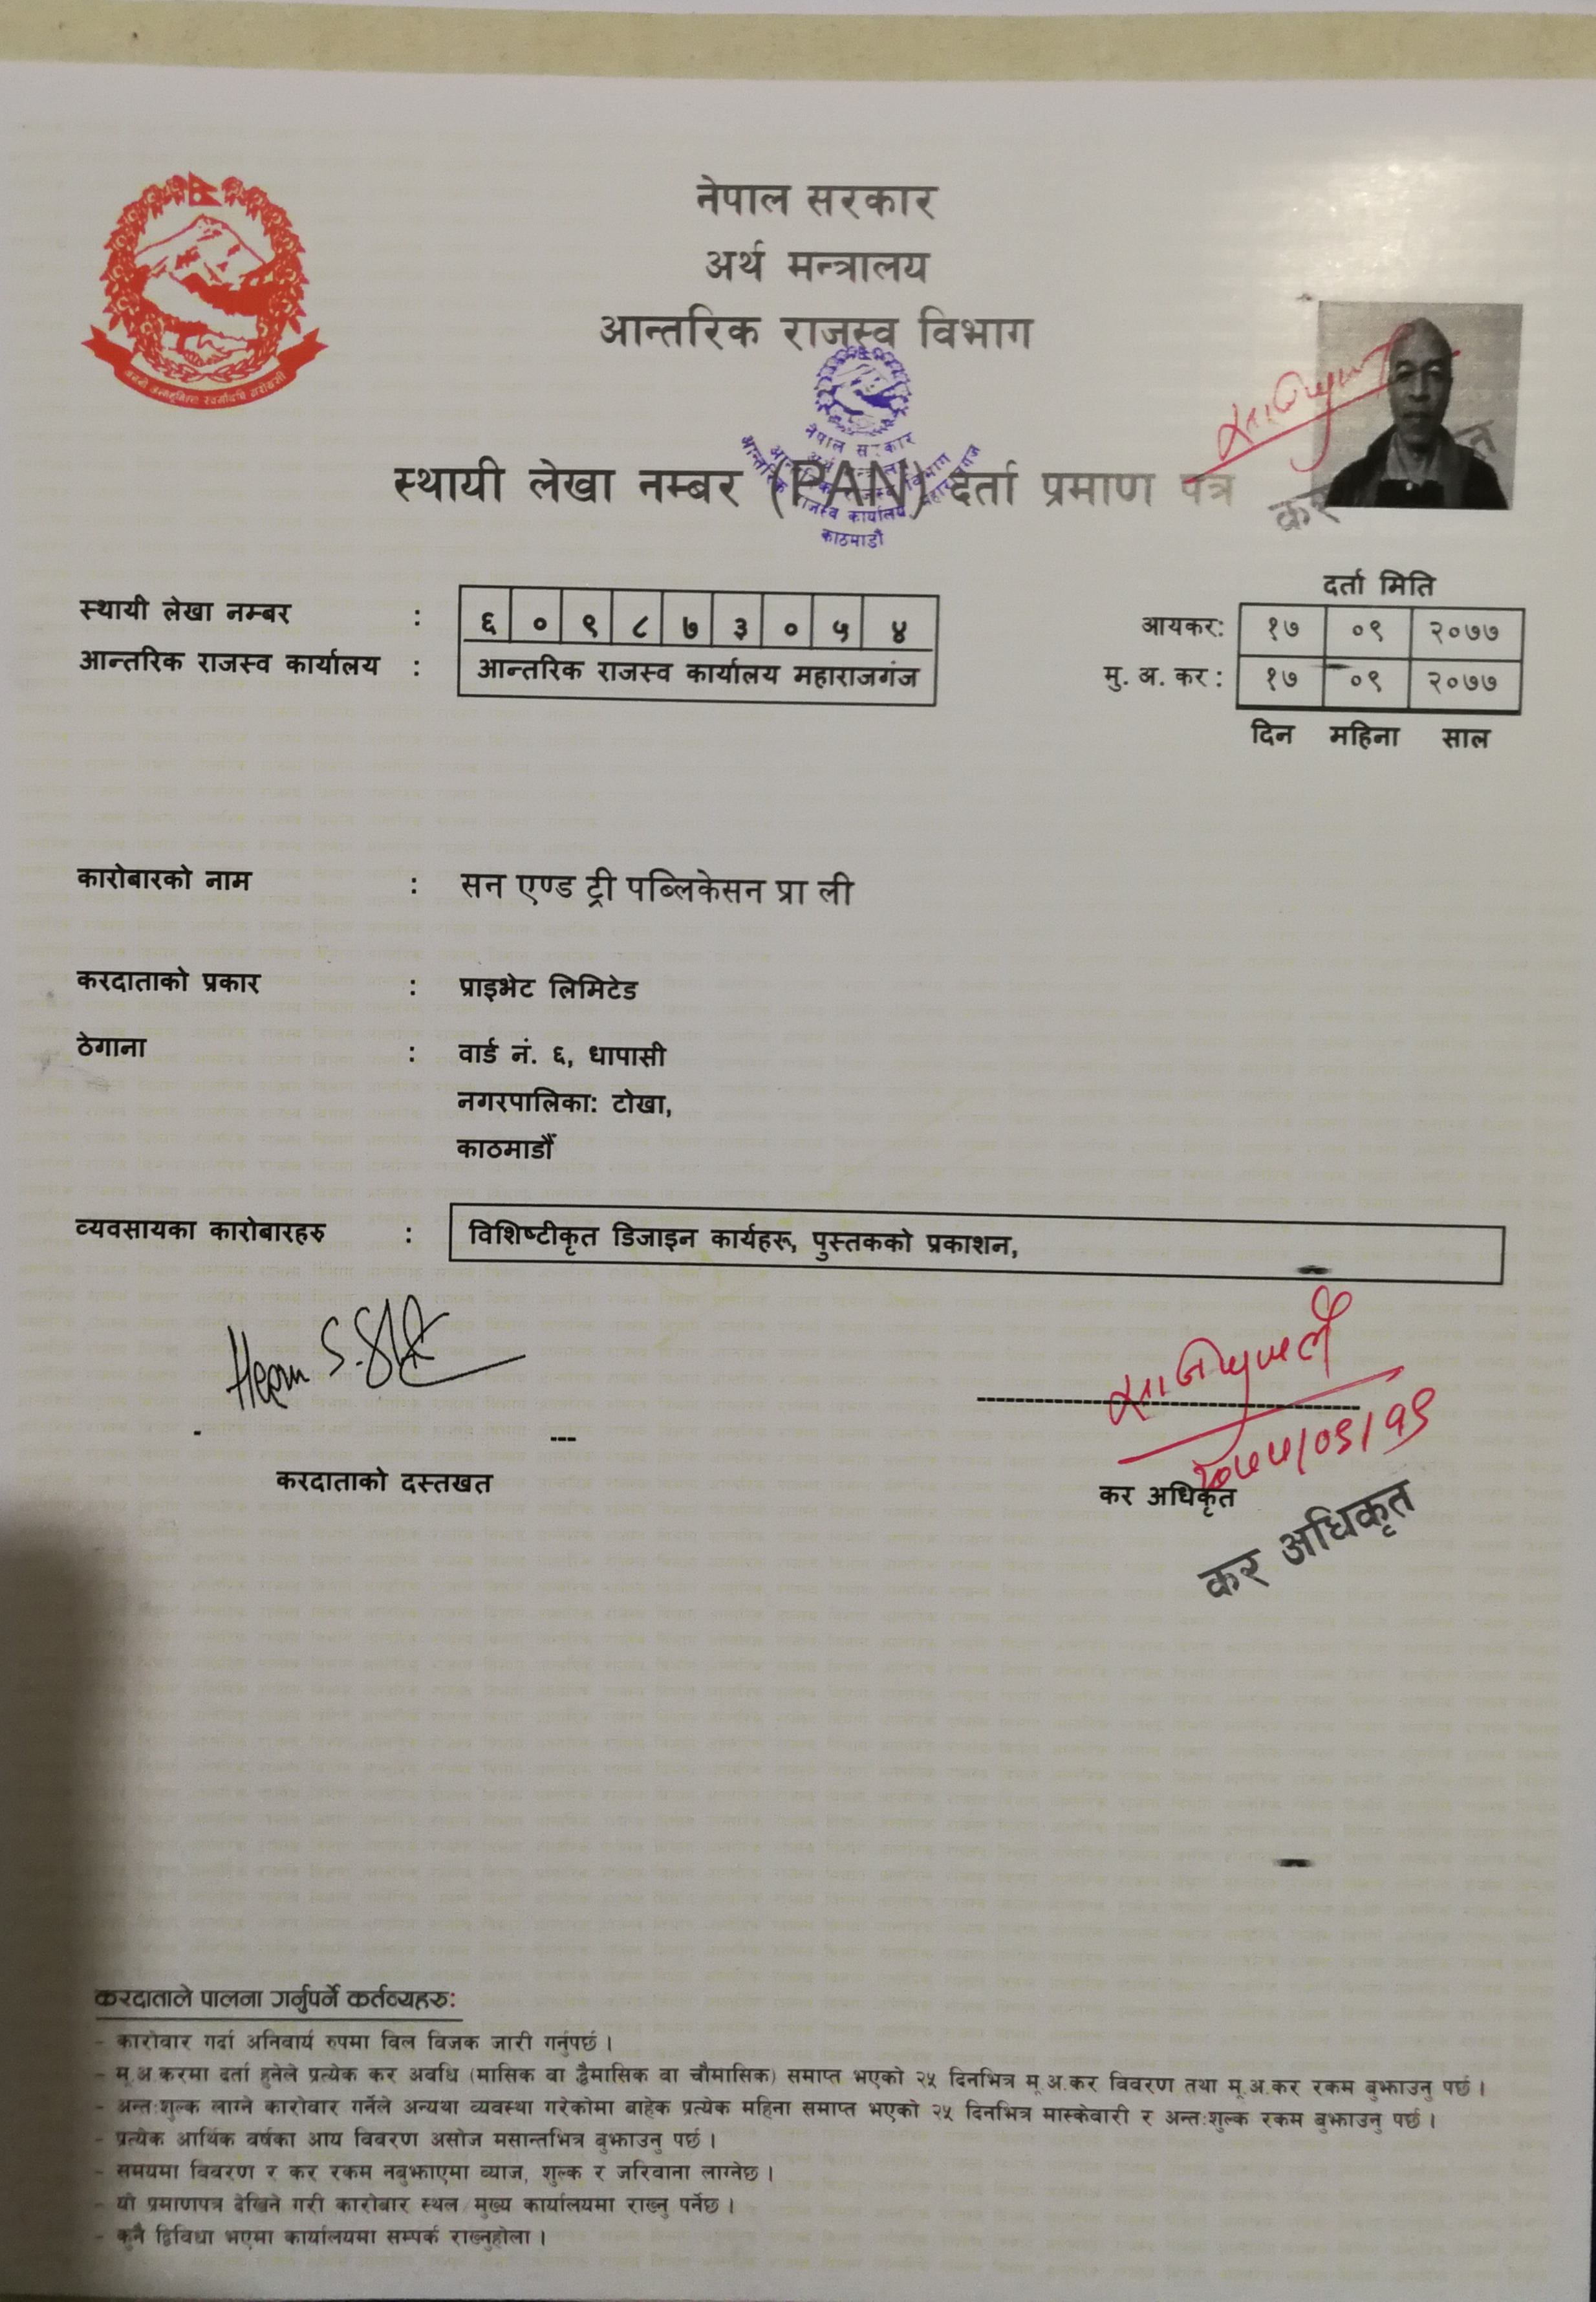 नेपाल सरकार
अर्थ मन्त्रालय
आन्तरिक राजस्व विभाग
नेपाल सरकार
काठमाडौं
स्थायी लेखा नम्बर (PAN) दर्ता प्रमाण पत्र
दर्ता मिति
स्थायी लेखा नम्बर : ६ ० ९ ८ ७ ३ ० ५ ४
आयकर: १७ ०९ २०७७
आन्तरिक राजस्व कार्यालय : आन्तरिक राजस्व कार्यालय महाराजगंज
मु. अ. कर : १७ ०९ २०७७
दिन महिना साल
कारोबारको नाम : सन एण्ड ट्री पब्लिकेसन प्रा ली
करदाताको प्रकार : प्राइभेट लिमिटेड
ठेगाना : वार्ड नं. ६, धापासी
नगरपालिका: टोखा,
काठमाडौँ
व्यवसायका कारोबारहरु : विशिष्टीकृत डिजाइन कार्यहरू, पुस्तकको प्रकाशन,
करदाताको दस्तखत
कर अधिकृत
कर अधिकृत
करदाताले पालना गर्नुपर्ने कर्तव्यहरु:
- कारोवार गर्दा अनिवार्य रुपमा विल विजक जारी गर्नुपर्छ ।
- मू.अ.करमा दर्ता हुनेले प्रत्येक कर अवधि (मासिक वा द्वैमासिक वा चौमासिक) समाप्त भएको २५ दिनभित्र मू.अ.कर विवरण तथा मू.अ.कर रकम बुझाउनु पर्छ ।
- अन्त:शुल्क लाग्ने कारोवार गर्नेले अन्यथा व्यवस्था गरेकोमा बाहेक प्रत्येक महिना समाप्त भएको २५ दिनभित्र मास्केवारी र अन्त:शुल्क रकम बुझाउनु पर्छ ।
- प्रत्येक आर्थिक वर्षका आय विवरण असोज मसान्तभित्र बुझाउनु पर्छ ।
- समयमा विवरण र कर रकम नबुझाएमा व्याज, शुल्क र जरिवाना लाग्नेछ ।
- यो प्रमाणपत्र देखिने गरी कारोबार स्थल/मुख्य कार्यालयमा राख्नु पर्नेछ ।
- कुनै द्विविधा भएमा कार्यालयमा सम्पर्क राख्नुहोला ।